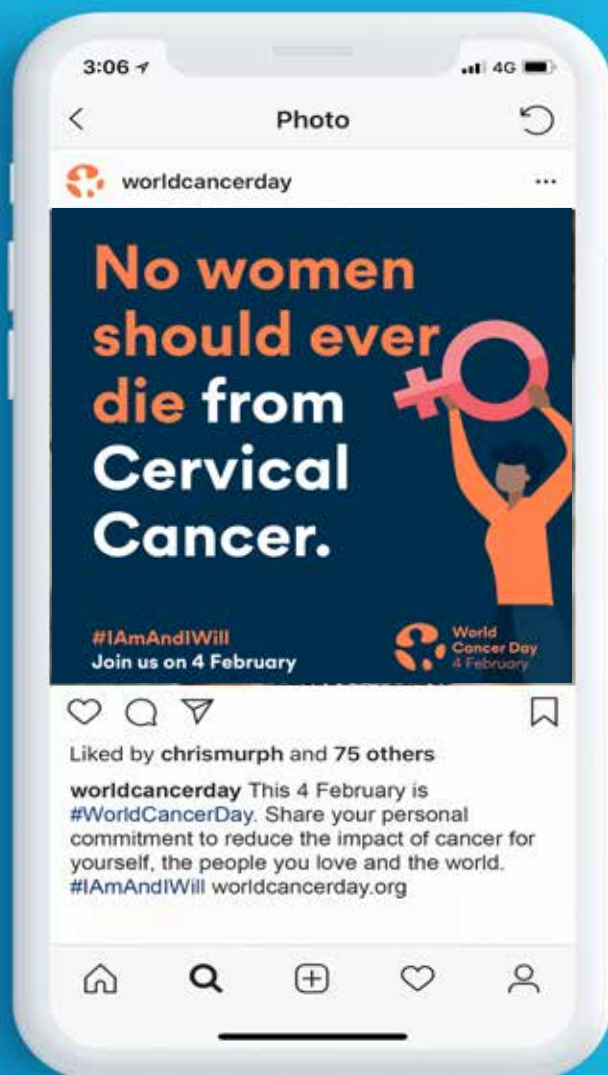 3:06
4G
Photo
worldcancerday
No women
should ever
die from
Cervical
Cancer.
#IAmAndIWill
Join us on 4 February
World
Cancer Day
4 February
Liked by chrismurph and 75 others
worldcancerday This 4 February is
#WorldCancerDay. Share your personal
commitment to reduce the impact of cancer for
yourself, the people you love and the world.
#IAmAndIWill worldcancerday.org